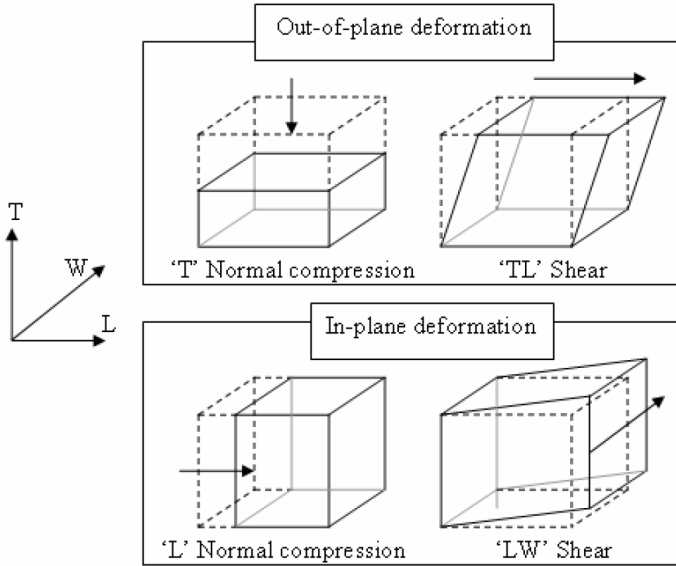 Out-of-plane deformation
'T' Normal compression
'TL' Shear
T
W
L
In-plane deformation
'L' Normal compression
'LW' Shear